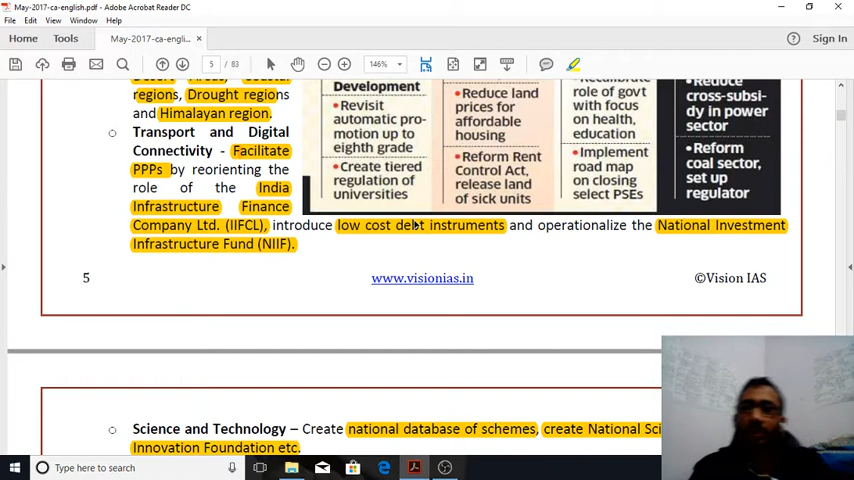 May-2017-ca-english.pdf - Adobe Acrobat Reader DC
File Edit View Window Help
Home Tools May-2017-ca-engli... × Sign In
5 / 83 146%
Desert Areas, Coastal
regions, Drought regions
and Himalayan region.
Transport and Digital
Connectivity - Facilitate
PPPs by reorienting the
role of the India
Infrastructure Finance
Company Ltd. (IIFCL), introduce low cost debt instruments and operationalize the National Investment
Infrastructure Fund (NIIF).
Development
• Revisit
automatic pro-
motion up to
eighth grade
• Create tiered
regulation of
universities
• Reduce land
prices for
affordable
housing
• Reform Rent
Control Act,
release land
of sick units
• Recalibrate
role of govt
with focus
on health,
education
• Implement
road map
on closing
select PSEs
• Reduce
cross-subsi-
dy in power
sector
• Reform
coal sector,
set up
regulator
5 www.visionias.in ©Vision IAS
Science and Technology – Create national database of schemes, create National Sci
Innovation Foundation etc.
Type here to search